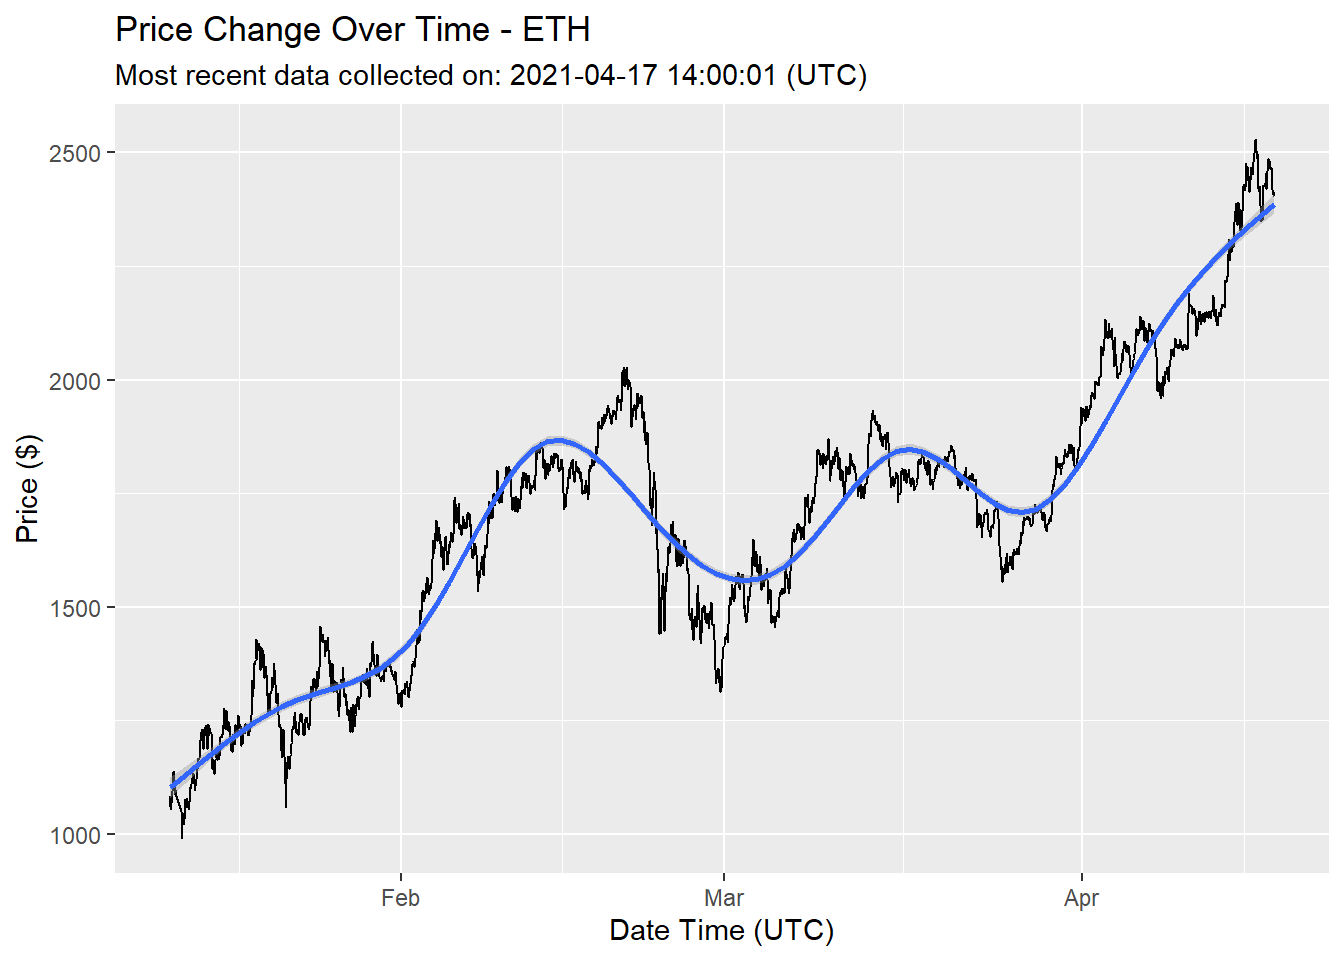 Price Change Over Time - ETH
Most recent data collected on: 2021-04-17 14:00:01 (UTC)
2500
2000
1500
1000
Price ($)
Feb
Mar
Apr
Date Time (UTC)